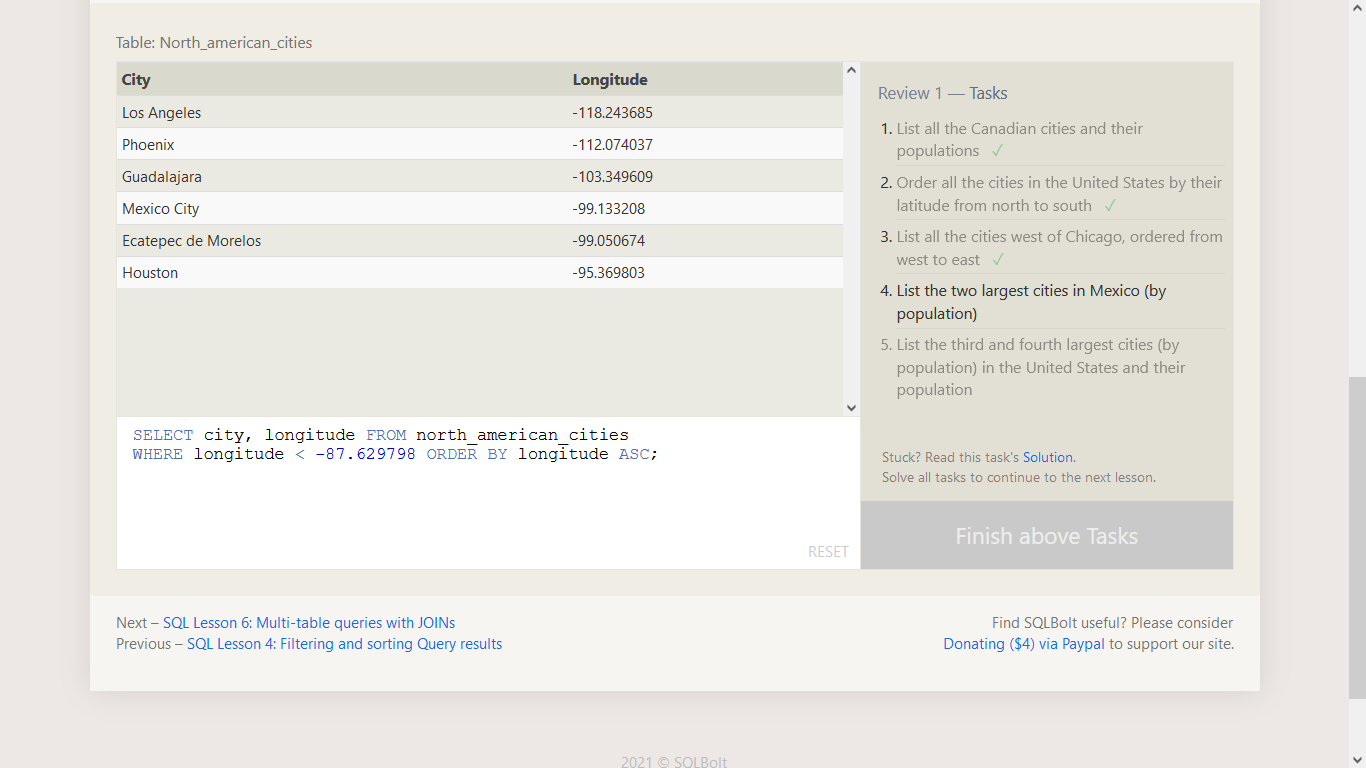 Table: North_american_cities
City Longitude
Los Angeles -118.243685
Phoenix -112.074037
Guadalajara -103.349609
Mexico City -99.133208
Ecatepec de Morelos -99.050674
Houston -95.369803
SELECT city, longitude FROM north_american_cities
WHERE longitude < -87.629798 ORDER BY longitude ASC;
RESET
Review 1 — Tasks
1. List all the Canadian cities and their
populations ✓
2. Order all the cities in the United States by their
latitude from north to south ✓
3. List all the cities west of Chicago, ordered from
west to east ✓
4. List the two largest cities in Mexico (by
population)
5. List the third and fourth largest cities (by
population) in the United States and their
population
Stuck? Read this task's Solution.
Solve all tasks to continue to the next lesson.
Finish above Tasks
Next – SQL Lesson 6: Multi-table queries with JOINs
Previous – SQL Lesson 4: Filtering and sorting Query results
Find SQLBolt useful? Please consider
Donating ($4) via Paypal to support our site.
2021 © SQLBolt